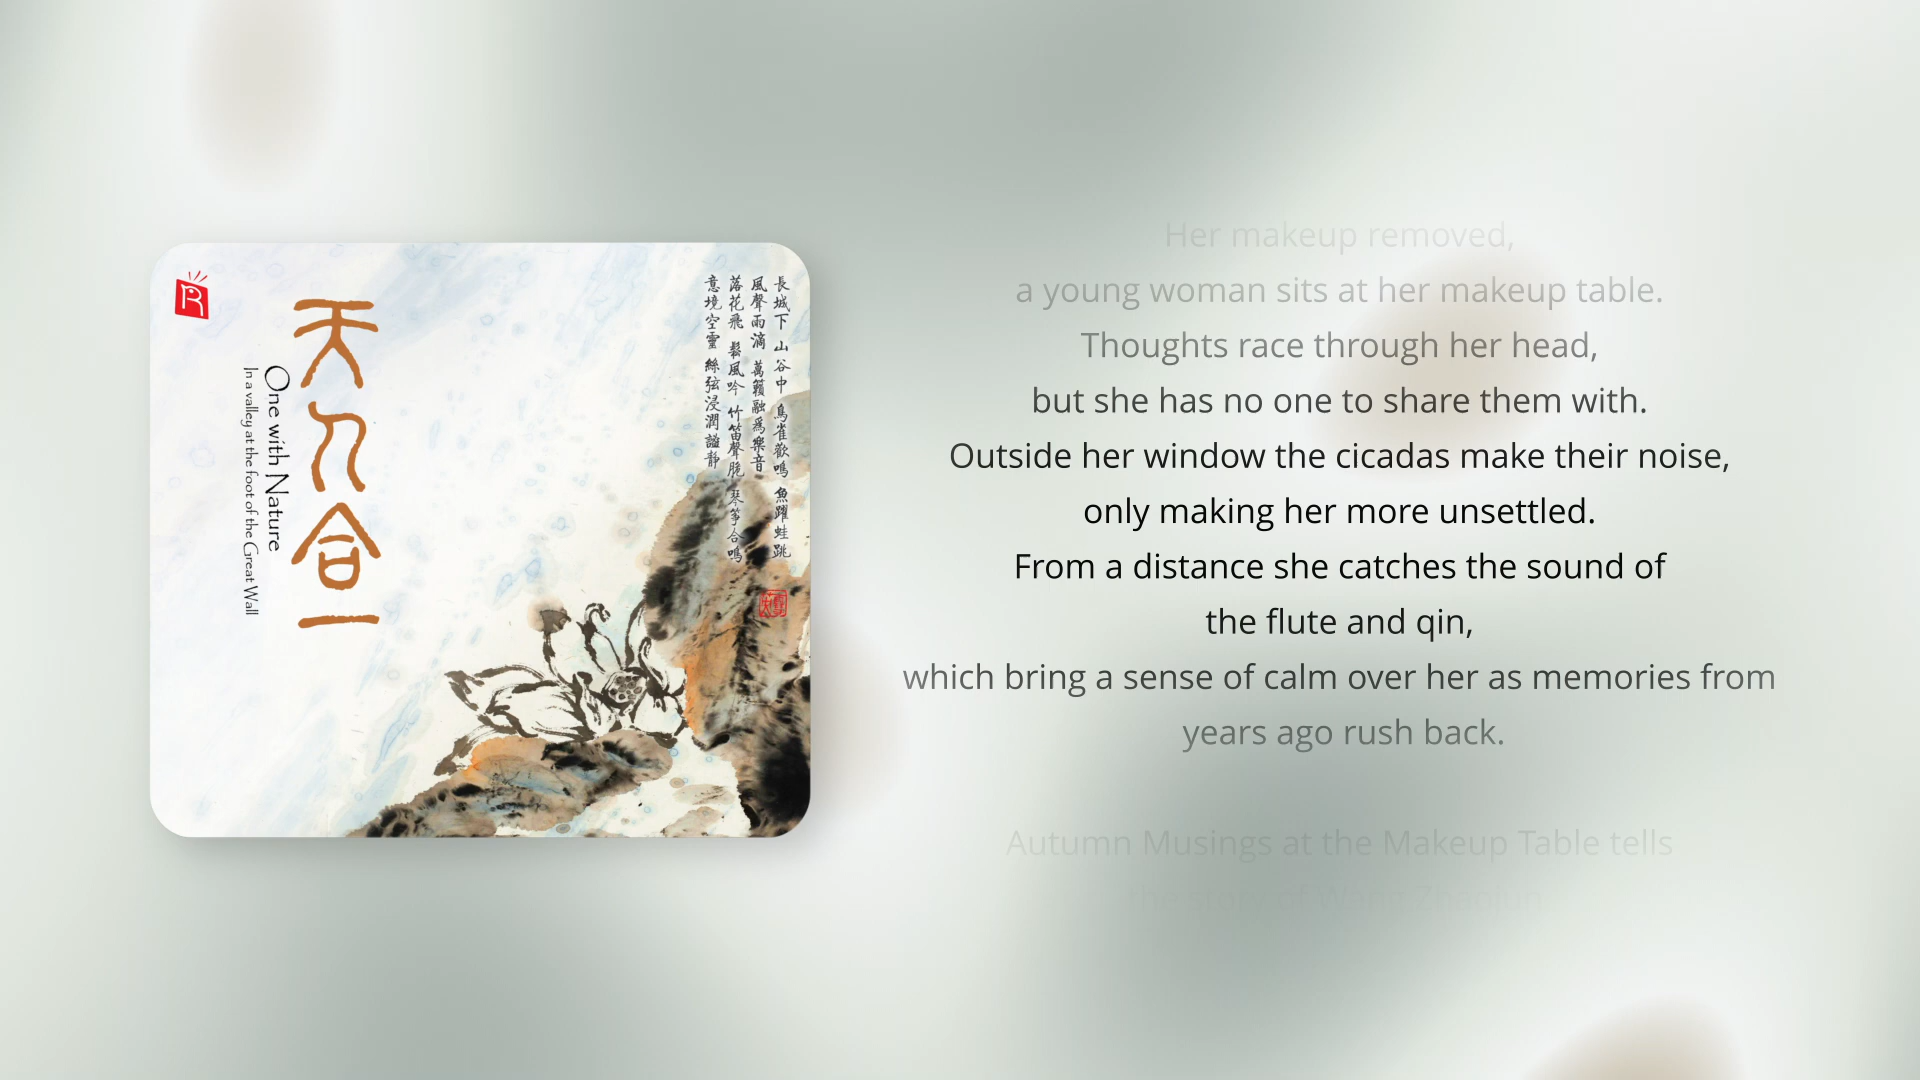 天人合一
One with Nature
In a valley at the foot of the Great Wall
長城下 山谷中 鳥雀歡鳴 魚躍蛙跳
風聲雨滴 萬籟融爲樂音
落花飛 鬆風吟 竹笛聲脆 琴箏合鳴
意境空靈 絲弦浸潤謐靜
Her makeup removed,
a young woman sits at her makeup table.
Thoughts race through her head,
but she has no one to share them with.
Outside her window the cicadas make their noise,
only making her more unsettled.
From a distance she catches the sound of
the flute and qin,
which bring a sense of calm over her as memories from
years ago rush back.
Autumn Musings at the Makeup Table tells
the story of Wang Zhaojun